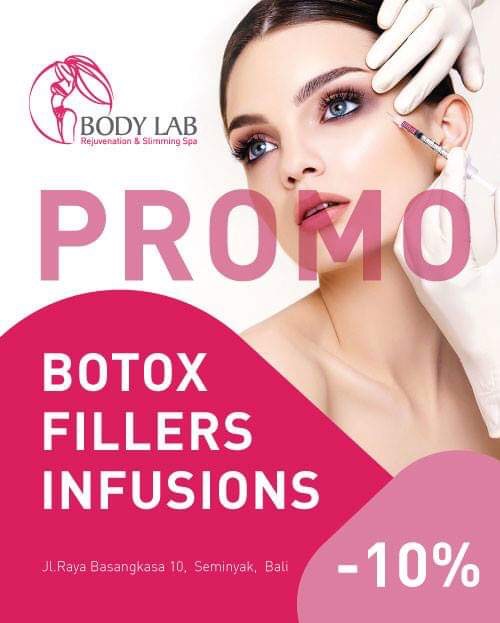 BODY LAB
Rejuvenation & Slimming Spa
PROMO
BOTOX
FILLERS
INFUSIONS
Jl.Raya Basangkasa 10, Seminyak, Bali
-10%